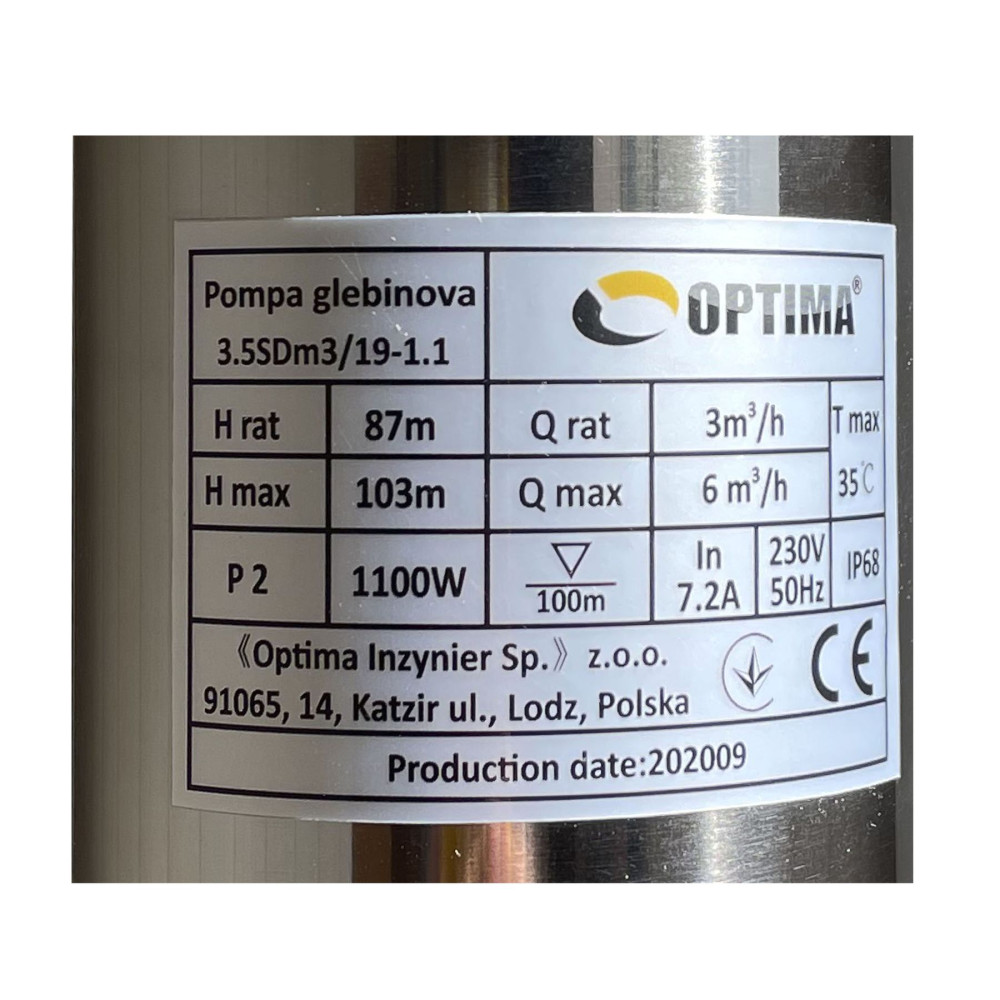 Pompa glebinova
3.5SDm3/19-1.1
OPTIMA®
H rat 87m Q rat 3m³/h T max
H max 103m Q max 6 m³/h 35℃
P 2 1100W 100m In 7.2A 230V 50Hz IP68
《Optima Inzynier Sp.》 z.o.o.
91065, 14, Katzir ul., Lodz, Polska
CE
Production date:202009